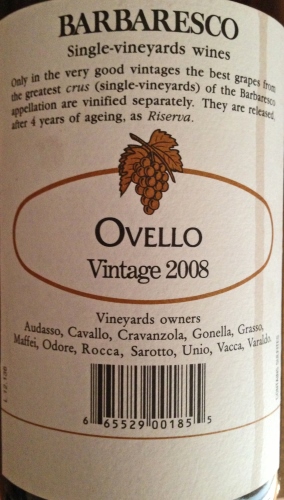 BARBARESCO
Single-vineyards wines
Only in the very good vintages the best grapes from
the greatest crus (single-vineyards) of the Barbaresco
appellation are vinified separately. They are released,
after 4 years of ageing, as Riserva.
OVELLO
Vintage 2008
Vineyards owners
Audasso, Cavallo, Cravanzola, Gonella, Grasso,
Maffei, Odore, Rocca, Sarotto, Unio, Vacca, Varaldo.
6 65529 00185 5